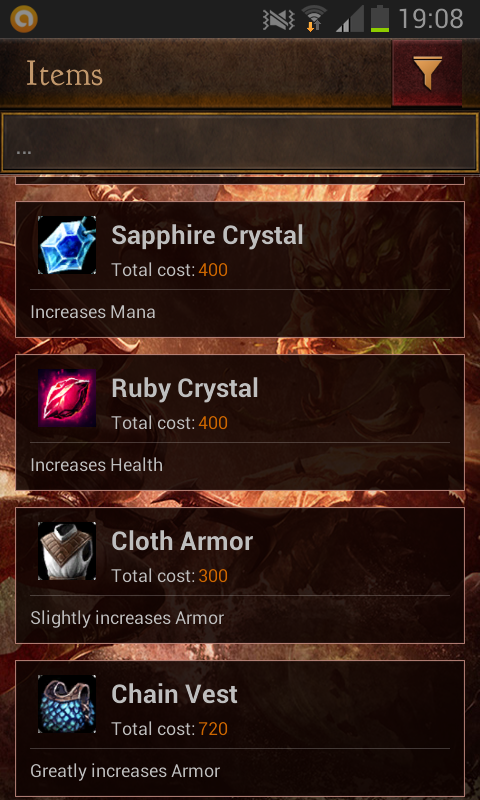 19:08
Items
...
Sapphire Crystal
Total cost: 400
Increases Mana
Ruby Crystal
Total cost: 400
Increases Health
Cloth Armor
Total cost: 300
Slightly increases Armor
Chain Vest
Total cost: 720
Greatly increases Armor